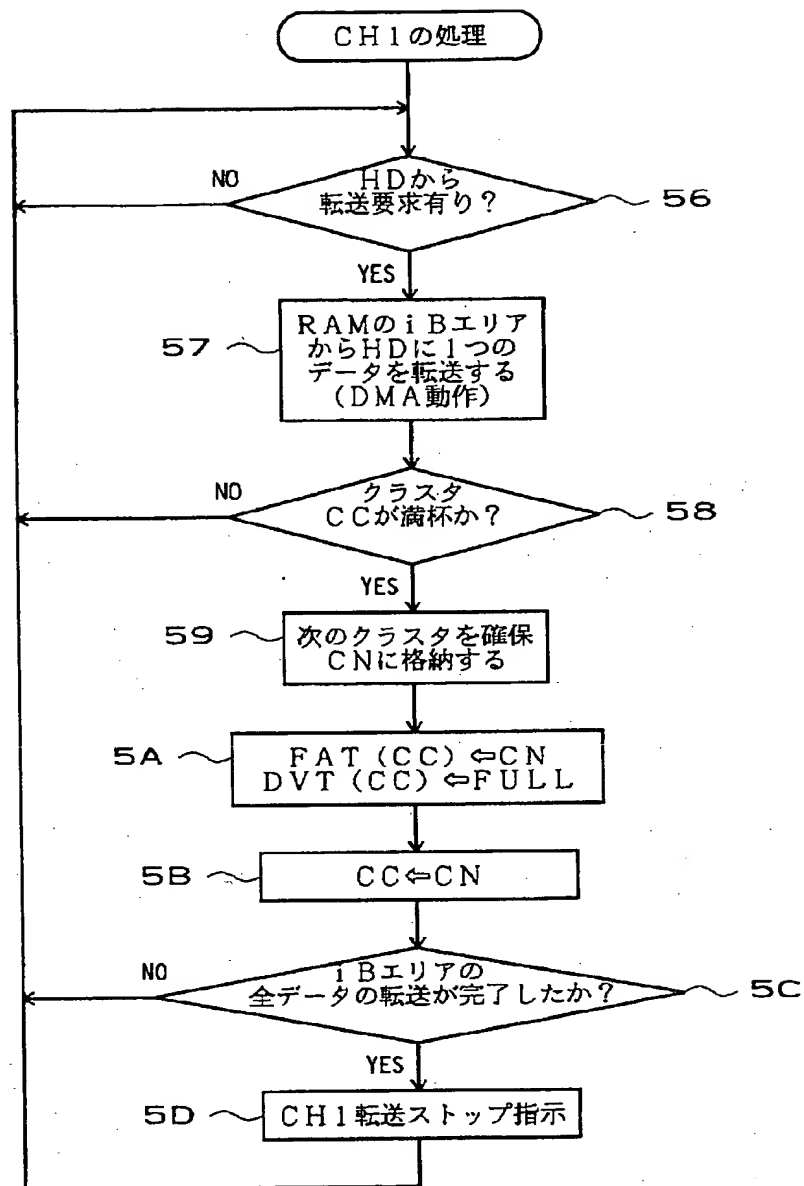 CH1の処理
HDから
転送要求有り？
NO
56
YES
57
RAMのiBエリア
からHDに1つの
データを転送する
(DMA動作)
クラスタ
CCが満杯か？
NO
58
YES
59
次のクラスタを確保
CNに格納する
5A
FAT(CC)⇦CN
DVT(CC)⇦FULL
5B
CC⇦CN
iBエリアの
全データの転送が完了したか？
NO
5C
YES
5D
CH1転送ストップ指示